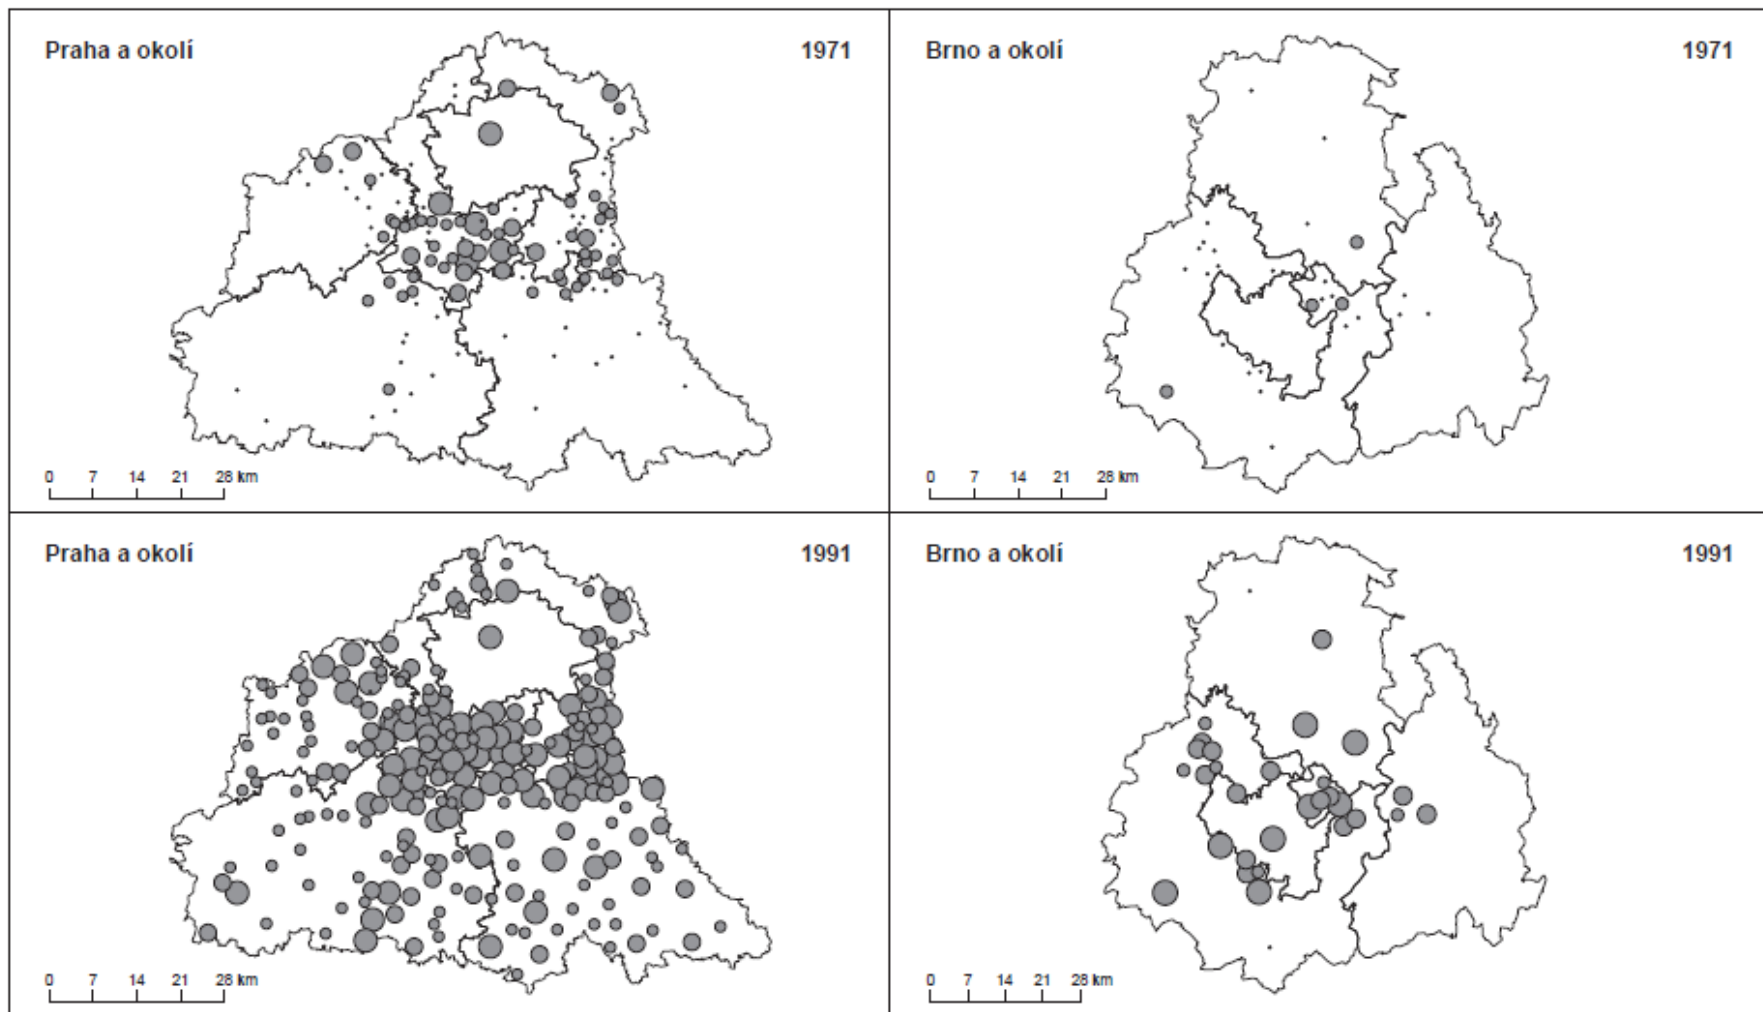 Praha a okolí 1971
0 7 14 21 28 km
Brno a okolí 1971
0 7 14 21 28 km
Praha a okolí 1991
0 7 14 21 28 km
Brno a okolí 1991
0 7 14 21 28 km